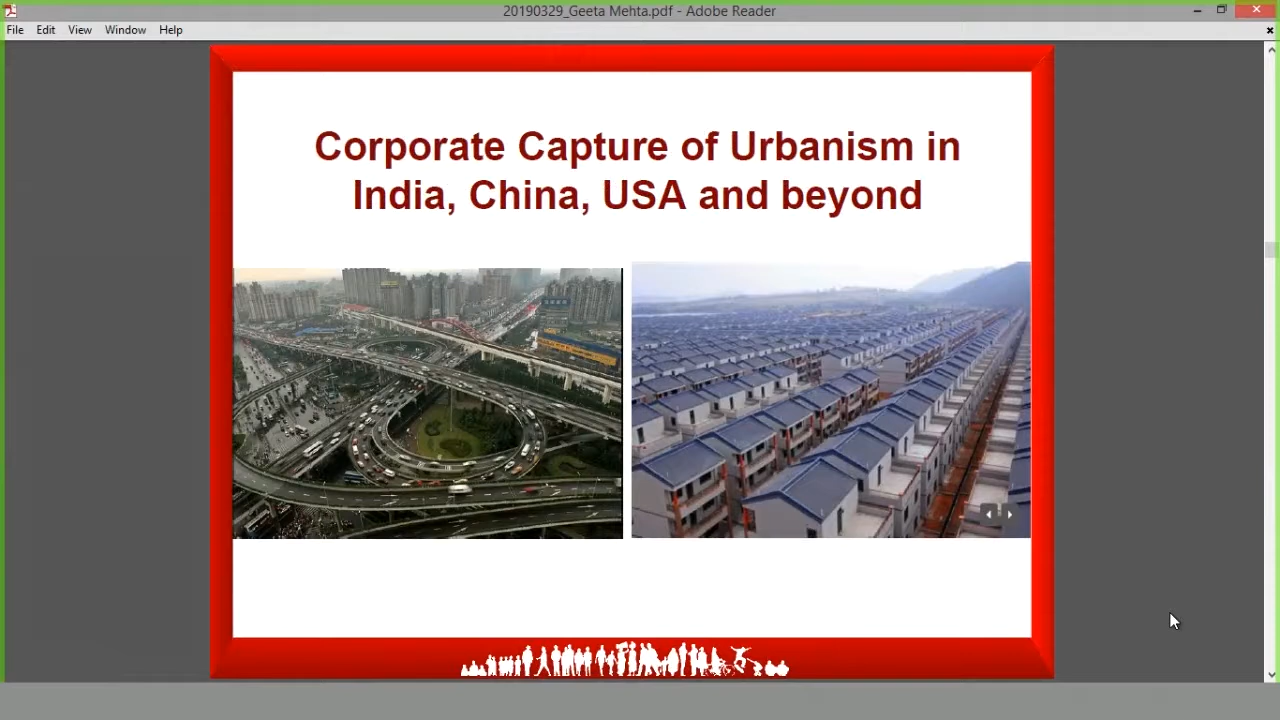 20190329_Geeta Mehta.pdf - Adobe Reader
File Edit View Window Help
Corporate Capture of Urbanism in
India, China, USA and beyond